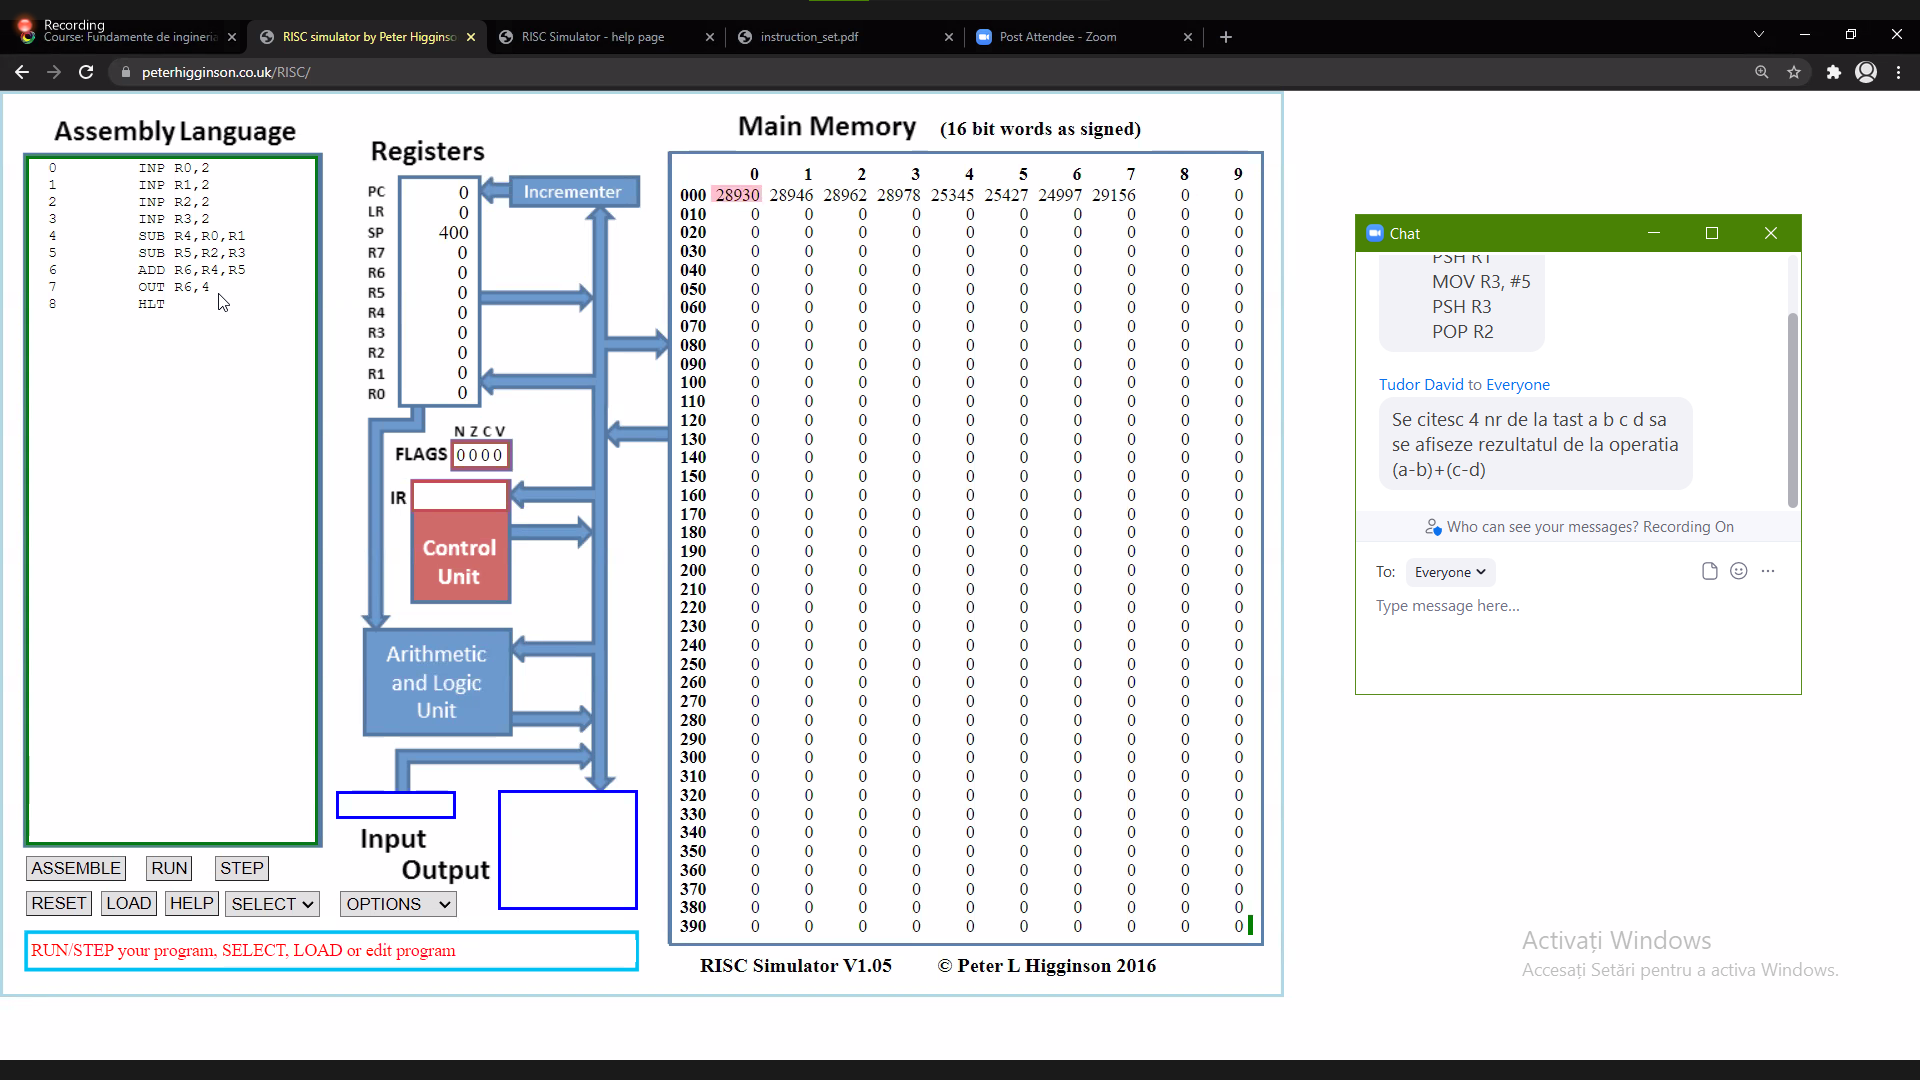 Recording
Course: Fundamente de ingineria
RISC simulator by Peter Higginso
RISC Simulator - help page
instruction_set.pdf
Post Attendee - Zoom
peterhigginson.co.uk/RISC/
Assembly Language
0 INP R0,2
1 INP R1,2
2 INP R2,2
3 INP R3,2
4 SUB R4,R0,R1
5 SUB R5,R2,R3
6 ADD R6,R4,R5
7 OUT R6,4
8 HLT
ASSEMBLE RUN STEP
RESET LOAD HELP SELECT OPTIONS
RUN/STEP your program, SELECT, LOAD or edit program
Registers
Incrementer
PC 0
LR 0
SP 400
R7 0
R6 0
R5 0
R4 0
R3 0
R2 0
R1 0
R0 0
N Z C V
FLAGS 0 0 0 0
IR
Control
Unit
Arithmetic
and Logic
Unit
Input
Output
Main Memory (16 bit words as signed)
0 1 2 3 4 5 6 7 8 9
000 28930 28946 28962 28978 25345 25427 24997 29156 0 0
010 0 0 0 0 0 0 0 0 0 0
020 0 0 0 0 0 0 0 0 0 0
030 0 0 0 0 0 0 0 0 0 0
040 0 0 0 0 0 0 0 0 0 0
050 0 0 0 0 0 0 0 0 0 0
060 0 0 0 0 0 0 0 0 0 0
070 0 0 0 0 0 0 0 0 0 0
080 0 0 0 0 0 0 0 0 0 0
090 0 0 0 0 0 0 0 0 0 0
100 0 0 0 0 0 0 0 0 0 0
110 0 0 0 0 0 0 0 0 0 0
120 0 0 0 0 0 0 0 0 0 0
130 0 0 0 0 0 0 0 0 0 0
140 0 0 0 0 0 0 0 0 0 0
150 0 0 0 0 0 0 0 0 0 0
160 0 0 0 0 0 0 0 0 0 0
170 0 0 0 0 0 0 0 0 0 0
180 0 0 0 0 0 0 0 0 0 0
190 0 0 0 0 0 0 0 0 0 0
200 0 0 0 0 0 0 0 0 0 0
210 0 0 0 0 0 0 0 0 0 0
220 0 0 0 0 0 0 0 0 0 0
230 0 0 0 0 0 0 0 0 0 0
240 0 0 0 0 0 0 0 0 0 0
250 0 0 0 0 0 0 0 0 0 0
260 0 0 0 0 0 0 0 0 0 0
270 0 0 0 0 0 0 0 0 0 0
280 0 0 0 0 0 0 0 0 0 0
290 0 0 0 0 0 0 0 0 0 0
300 0 0 0 0 0 0 0 0 0 0
310 0 0 0 0 0 0 0 0 0 0
320 0 0 0 0 0 0 0 0 0 0
330 0 0 0 0 0 0 0 0 0 0
340 0 0 0 0 0 0 0 0 0 0
350 0 0 0 0 0 0 0 0 0 0
360 0 0 0 0 0 0 0 0 0 0
370 0 0 0 0 0 0 0 0 0 0
380 0 0 0 0 0 0 0 0 0 0
390 0 0 0 0 0 0 0 0 0 0
RISC Simulator V1.05 © Peter L Higginson 2016
Chat
PSH R1
MOV R3, #5
PSH R3
POP R2
Tudor David to Everyone
Se citesc 4 nr de la tast a b c d sa
se afiseze rezultatul de la operatia
(a-b)+(c-d)
Who can see your messages? Recording On
To: Everyone
Type message here...
Activați Windows
Accesați Setări pentru a activa Windows.